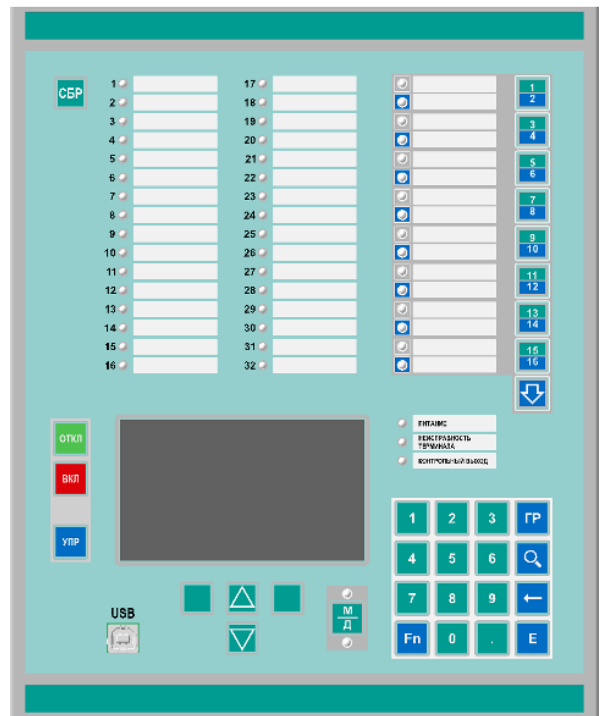 СБР
1 17 1
2 18 2
3 19 3
4 20 4
5 21 5
6 22 6
7 23 7
8 24 8
9 25 9
10 26 10
11 27 11
12 28 12
13 29 13
14 30 14
15 31 15
16 32 16
ПИТАНИЕ
НЕИСПРАВНОСТЬ
ТЕРМИНАЛА
КОНТРОЛЬНЫЙ ВЫХОД
ОТКЛ
ВКЛ
УПР
1 2 3 ГР
4 5 6
7 8 9
Fn 0 . E
М
Д
USB